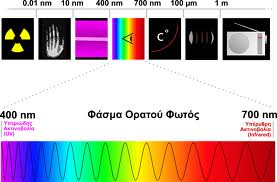 0.01 nm 10 nm 400 nm 700 nm 100 μm 1 m
C°
400 nm Φάσμα Ορατού Φωτός 700 nm
Υπεριώδης Ακτινοβολία (UV)
Υπέρυθρη Ακτινοβολία (Infrared)